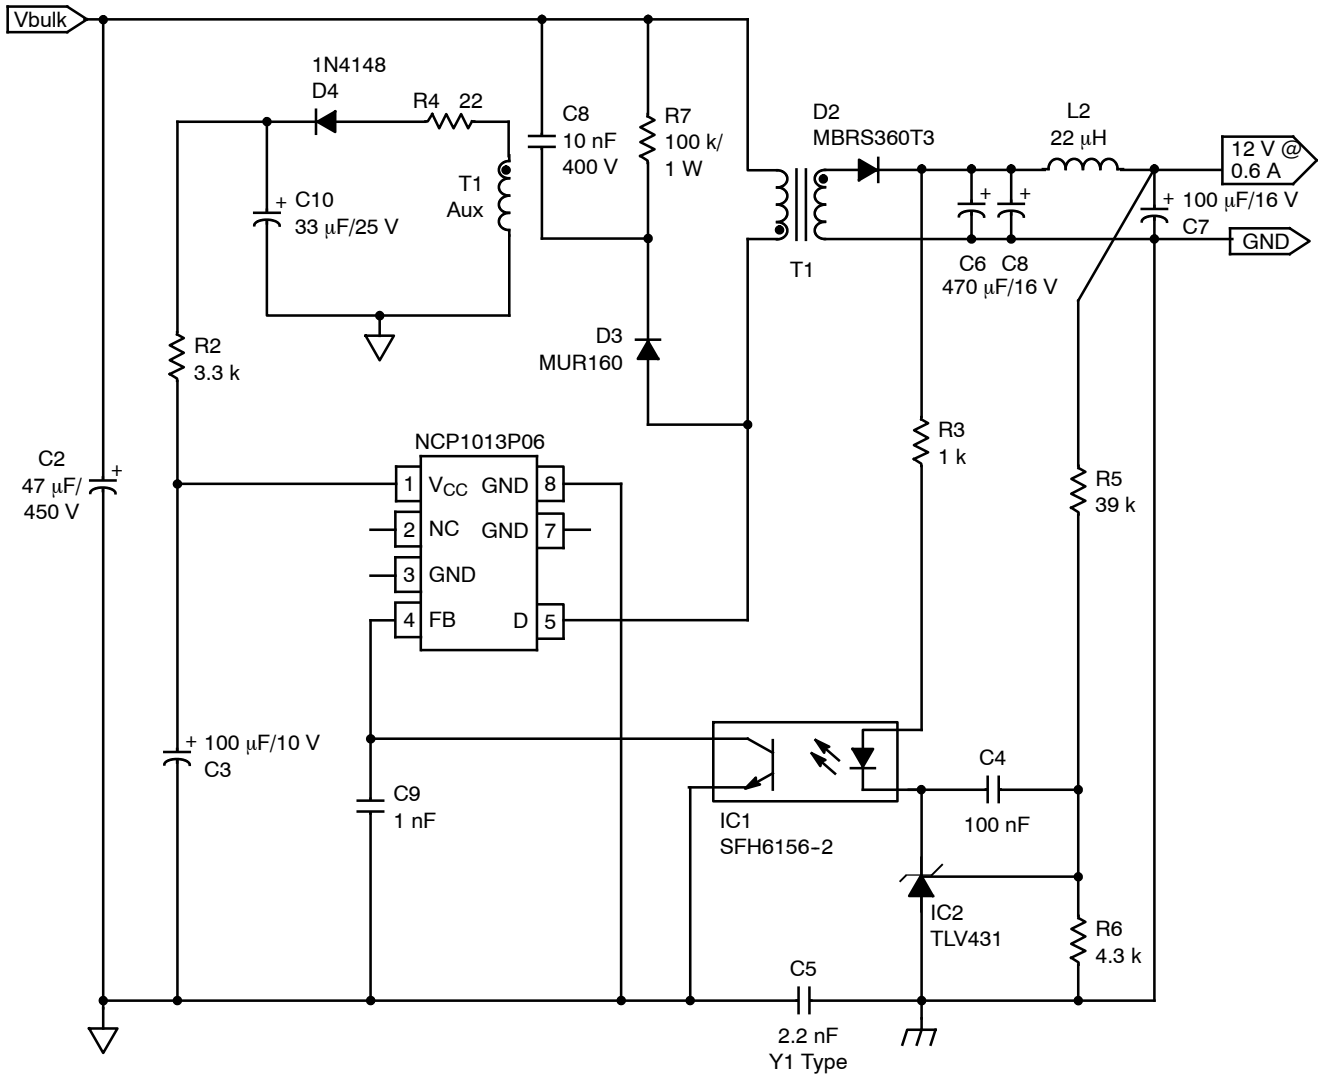 Vbulk
1N4148
D4
R4 22
C8
10 nF
400 V
R7
100 k/
1 W
D2
MBRS360T3
L2
22 µH
12 V @
0.6 A
T1
Aux
+ C10
33 µF/25 V
+
+
+ 100 µF/16 V
C7
GND
T1
C6 C8
470 µF/16 V
R2
3.3 k
D3
MUR160
R3
1 k
C2
47 µF/
450 V
+
NCP1013P06
1 VCC GND 8
2 NC GND 7
3 GND
4 FB D 5
R5
39 k
+ 100 µF/10 V
C3
C9
1 nF
IC1
SFH6156-2
C4
100 nF
IC2
TLV431
R6
4.3 k
C5
2.2 nF
Y1 Type